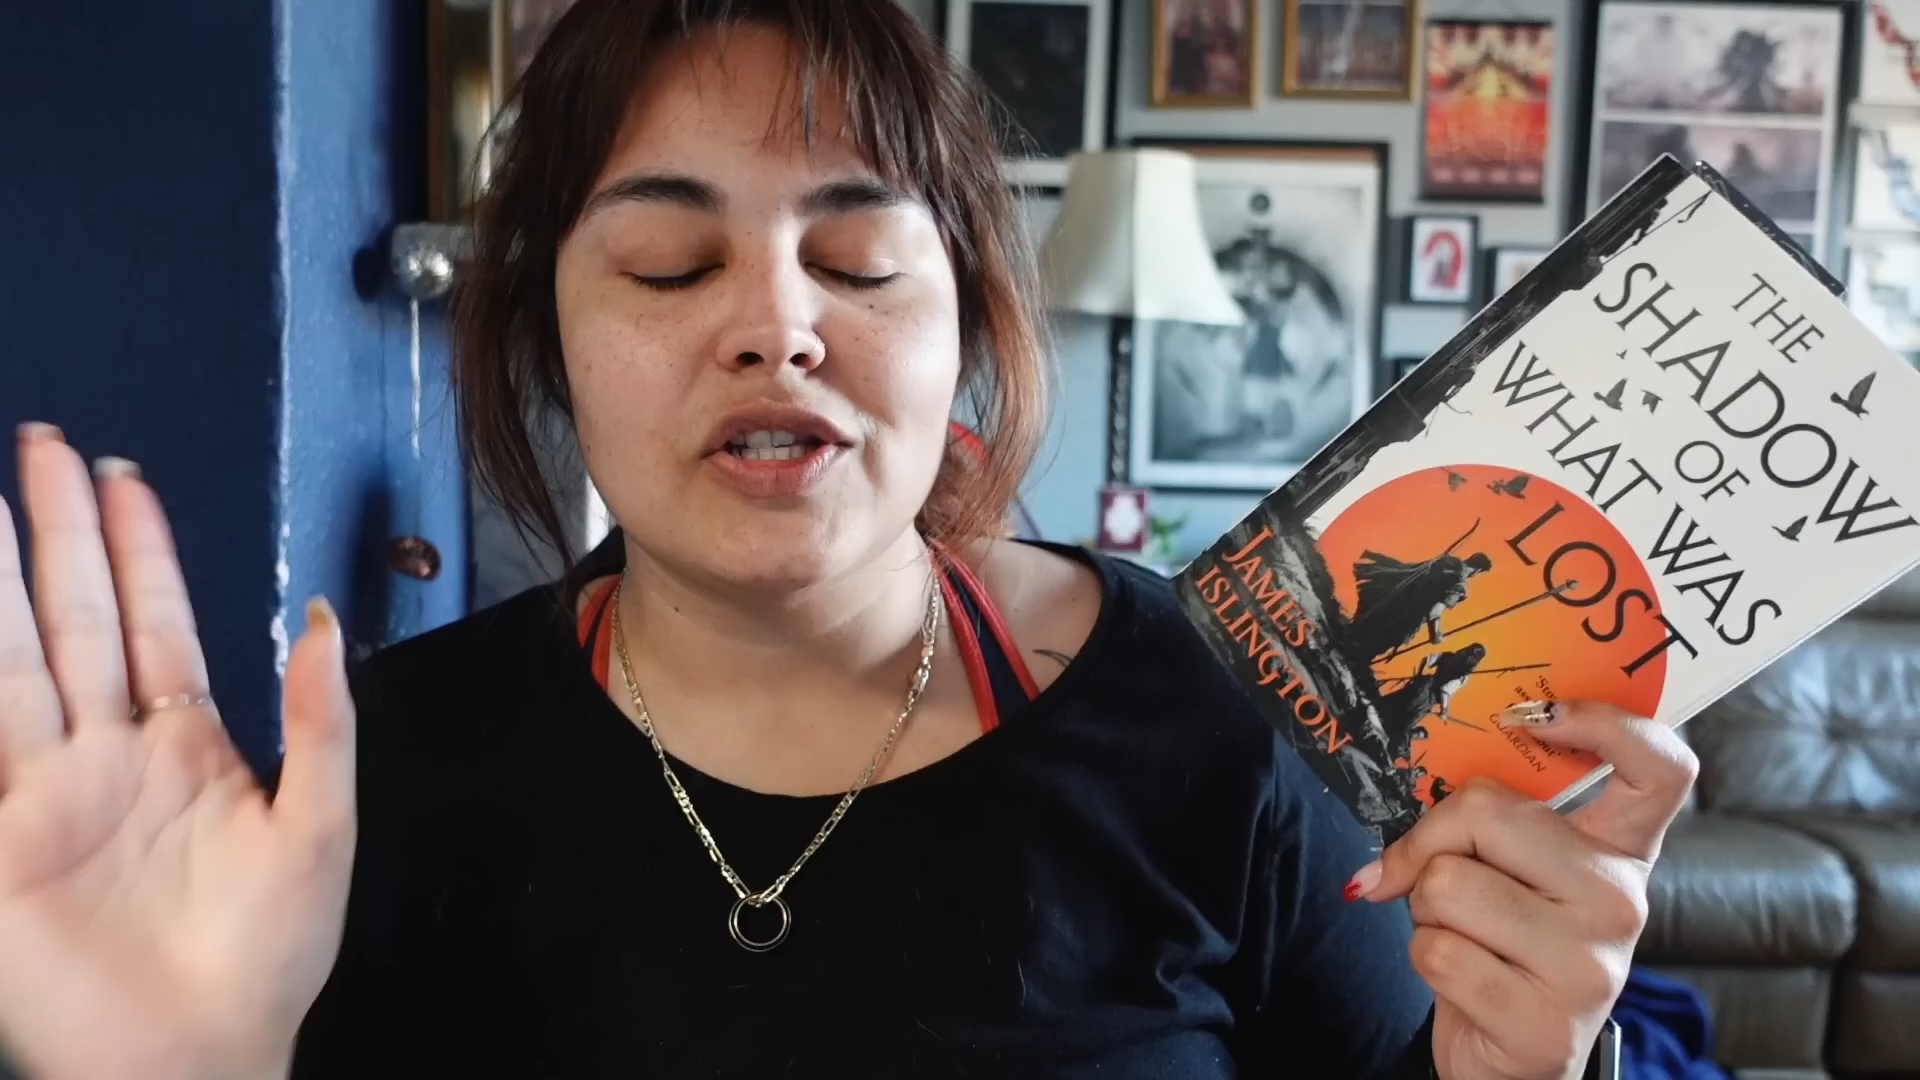 THE
SHADOW
OF
WHAT WAS
LOST
JAMES
ISLINGTON
GUARDIAN